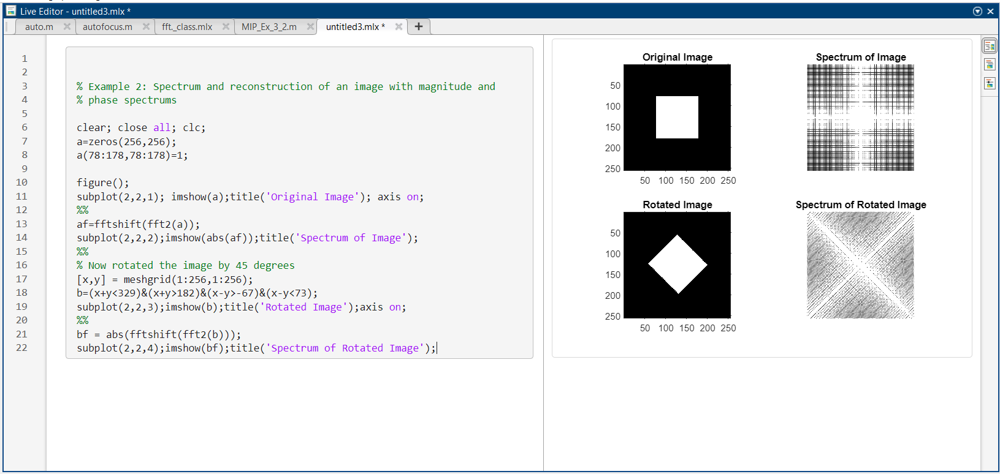 Live Editor - untitled3.mlx *
auto.m
autofocus.m
fft._class.mlx
MIP_Ex_3_2.m
untitled3.mlx *
1
2
3 % Example 2: Spectrum and reconstruction of an image with magnitude and
4 % phase spectrums
5
6 clear; close all; clc;
7 a=zeros(256,256);
8 a(78:178,78:178)=1;
9
10 figure();
11 subplot(2,2,1); imshow(a);title('Original Image'); axis on;
12 %%
13 af=fftshift(fft2(a));
14 subplot(2,2,2);imshow(abs(af));title('Spectrum of Image');
15 %%
16 % Now rotated the image by 45 degrees
17 [x,y] = meshgrid(1:256,1:256);
18 b=(x+y<329)&(x+y>182)&(x-y>-67)&(x-y<73);
19 subplot(2,2,3);imshow(b);title('Rotated Image');axis on;
20 %%
21 bf = abs(fftshift(fft2(b)));
22 subplot(2,2,4);imshow(bf);title('Spectrum of Rotated Image');
Original Image
50
100
150
200
250
50 100 150 200 250
Spectrum of Image
Rotated Image
50
100
150
200
250
50 100 150 200 250
Spectrum of Rotated Image